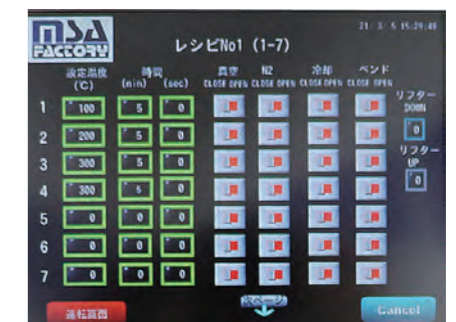 MSA
FACTORY
21/ 3/ 6 15:29:49
レシピNo1 (1-7)
設定温度 時間 真空 N2 冷却 ベンド
(℃) (min) (sec) CLOSE OPEN CLOSE OPEN CLOSE OPEN CLOSE OPEN
リフター
DOWN
0
リフター
UP
0
1 100 5 0
2 200 5 0
3 300 5 0
4 300 5 0
5 0 0 0
6 0 0 0
7 0 0 0
運転画面
次ページ
Cancel